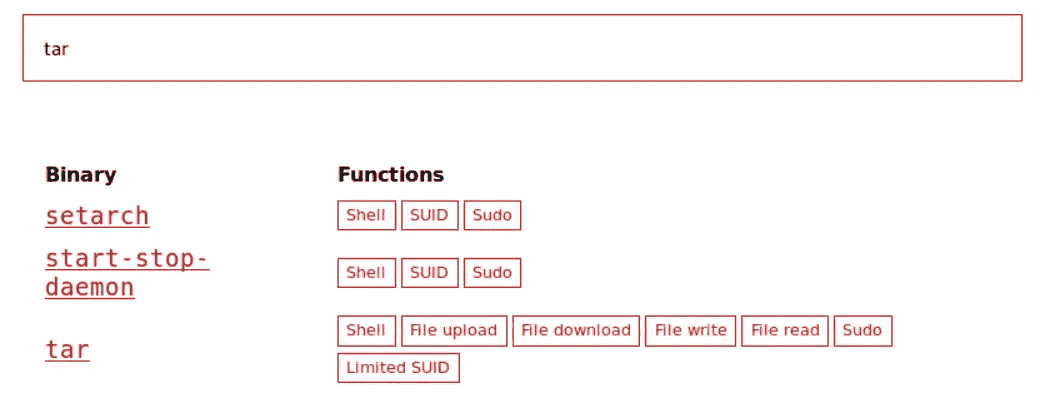 tar
Binary Functions
setarch Shell SUID Sudo
start-stop-
daemon Shell SUID Sudo
tar Shell File upload File download File write File read Sudo
Limited SUID